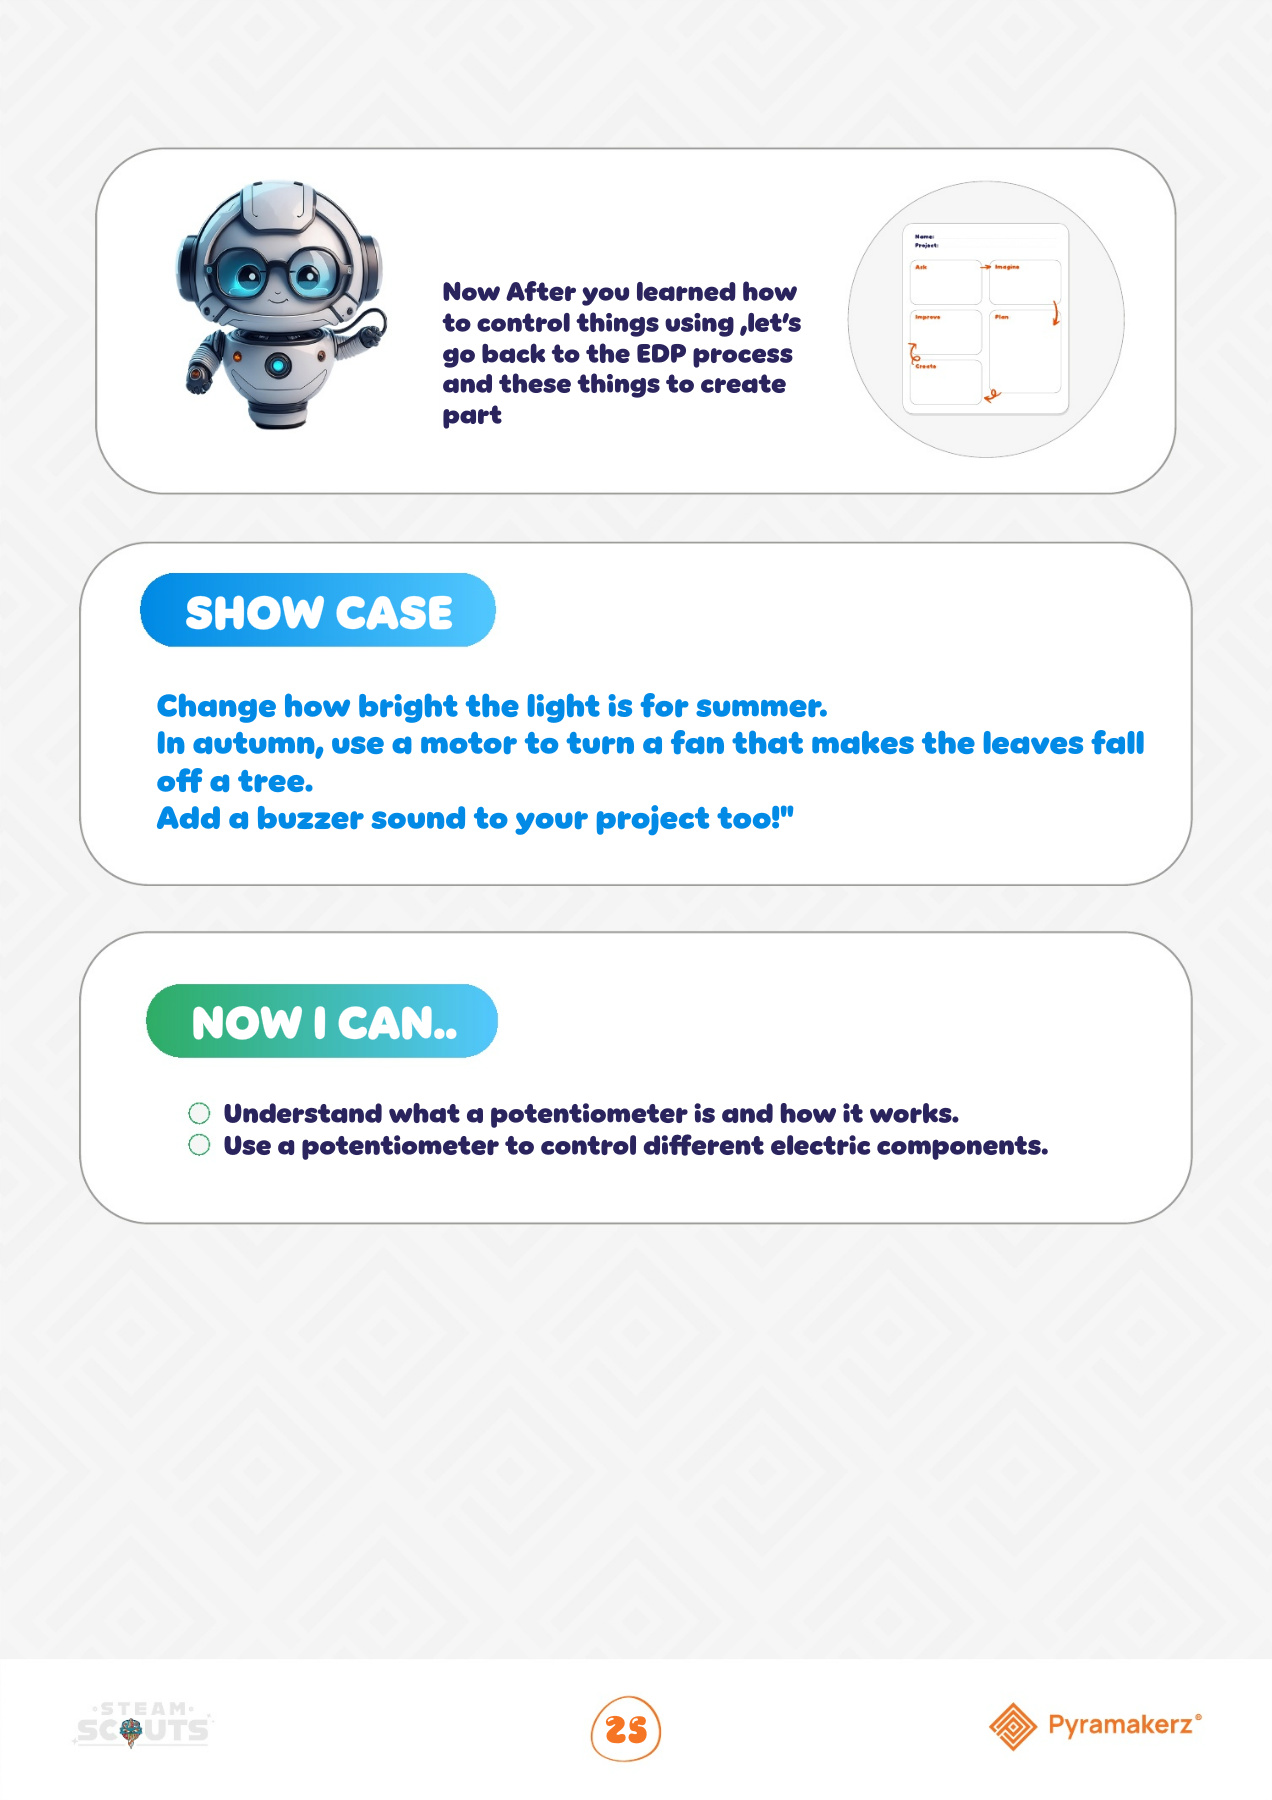 Now After you learned how
to control things using ,let's
go back to the EDP process
and these things to create
part
Name:
Project:
Ask
Imagine
Improve
Plan
Create
SHOW CASE
Change how bright the light is for summer.
In autumn, use a motor to turn a fan that makes the leaves fall
off a tree.
Add a buzzer sound to your project too!"
NOW I CAN..
Understand what a potentiometer is and how it works.
Use a potentiometer to control different electric components.
STEAM
SCOUTS
25
Pyramakerz®